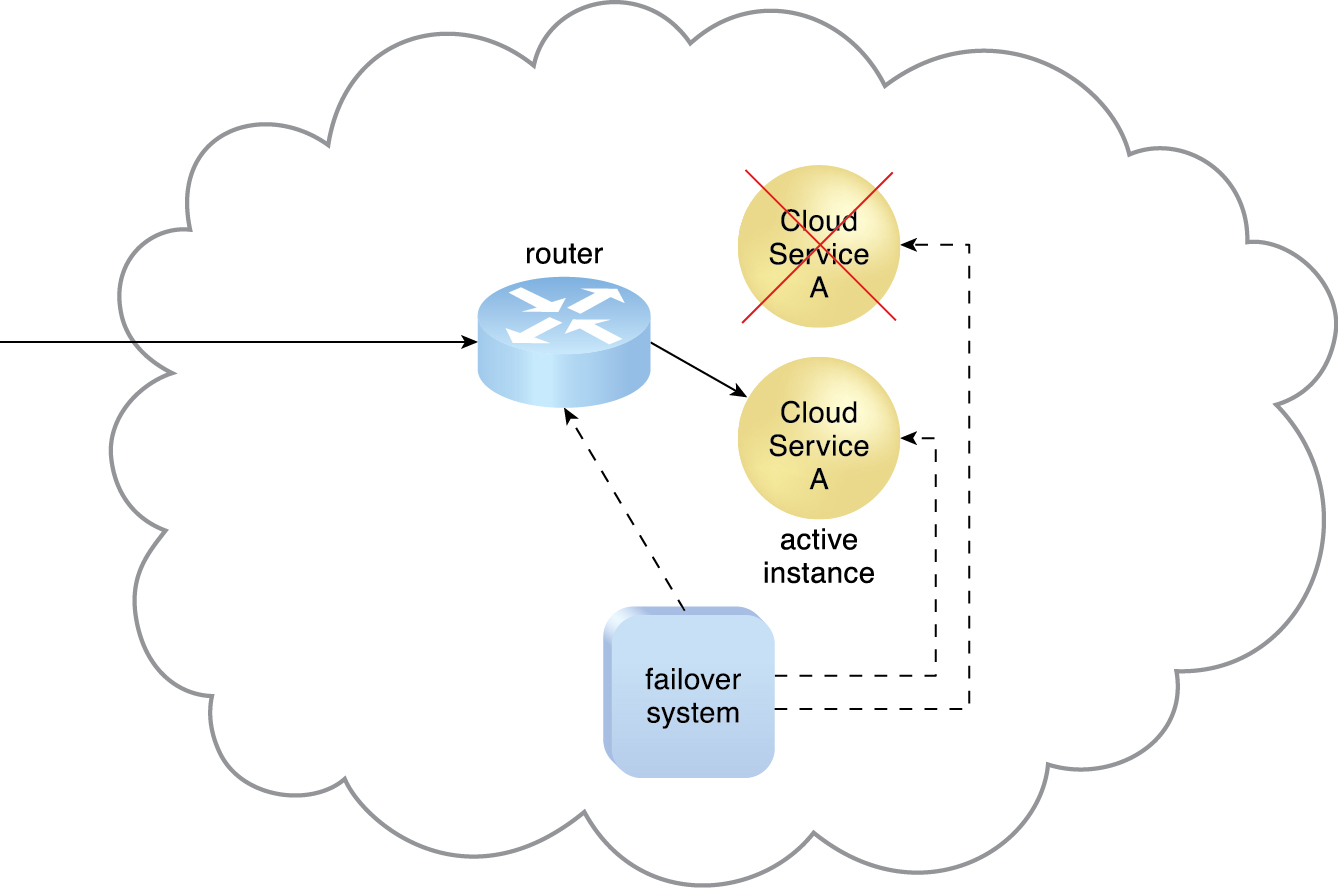 router
Cloud
Service
A
Cloud
Service
A
active
instance
failover
system